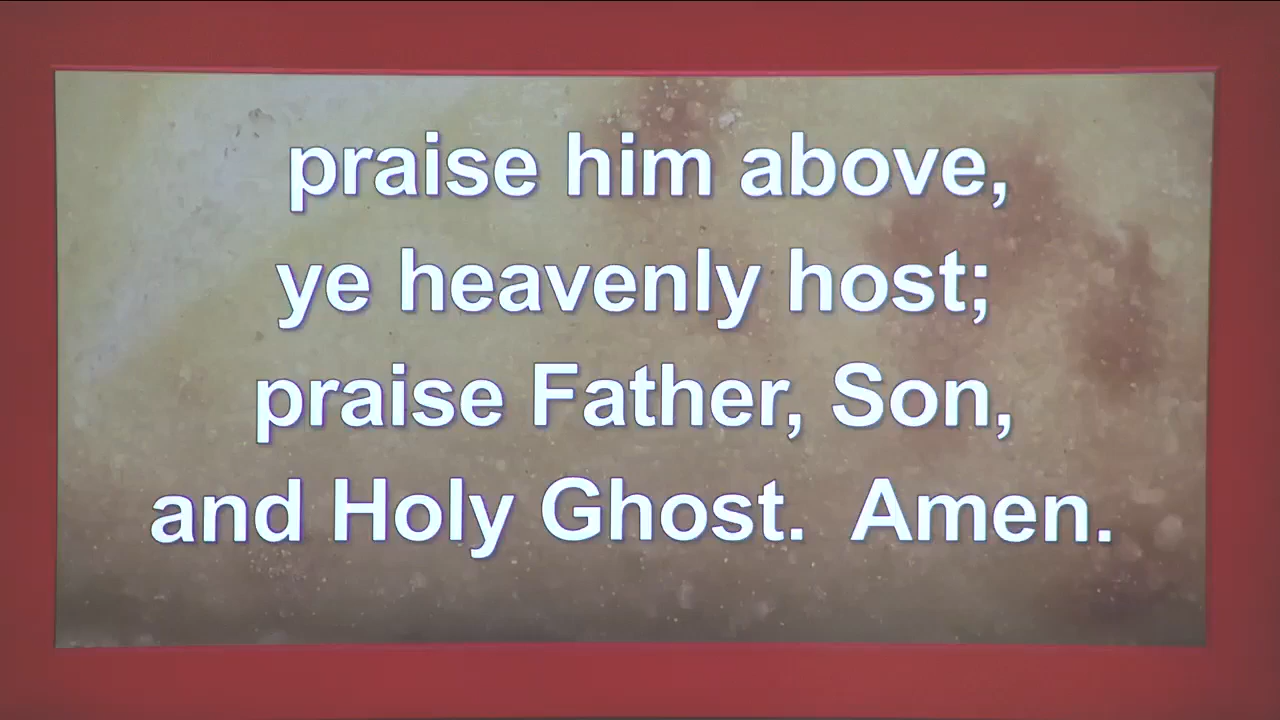 praise him above,
ye heavenly host;
praise Father, Son,
and Holy Ghost.  Amen.